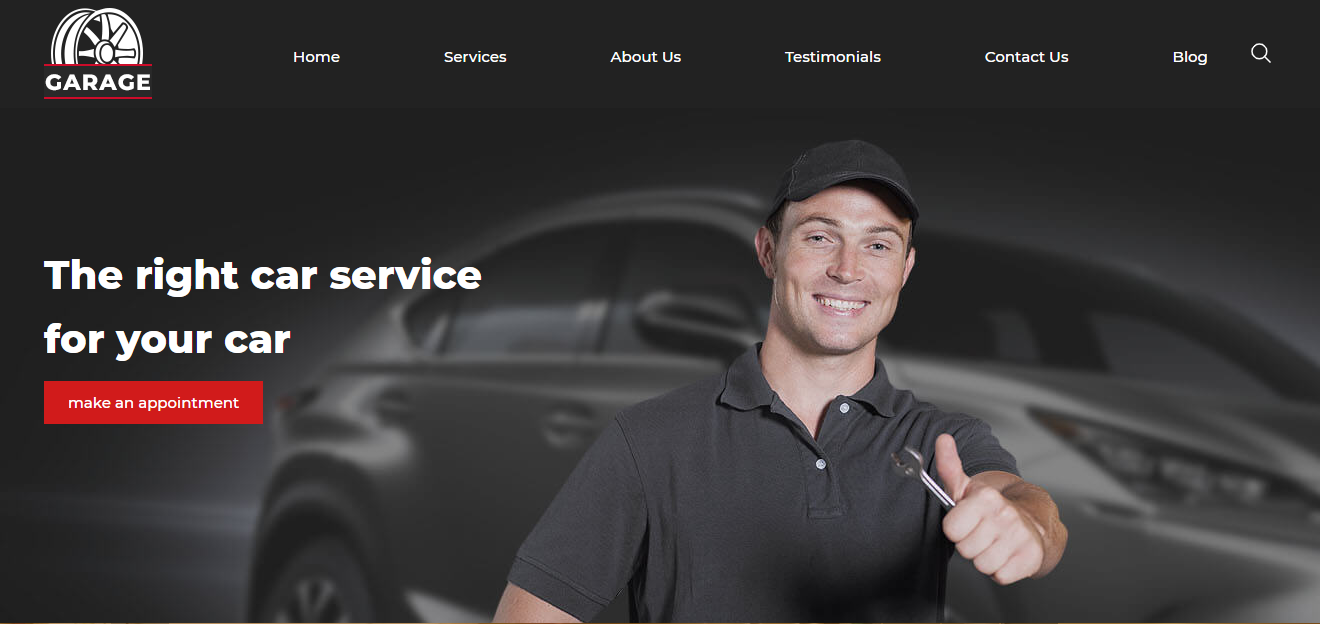 GARAGE
Home Services About Us Testimonials Contact Us Blog
The right car service
for your car
make an appointment